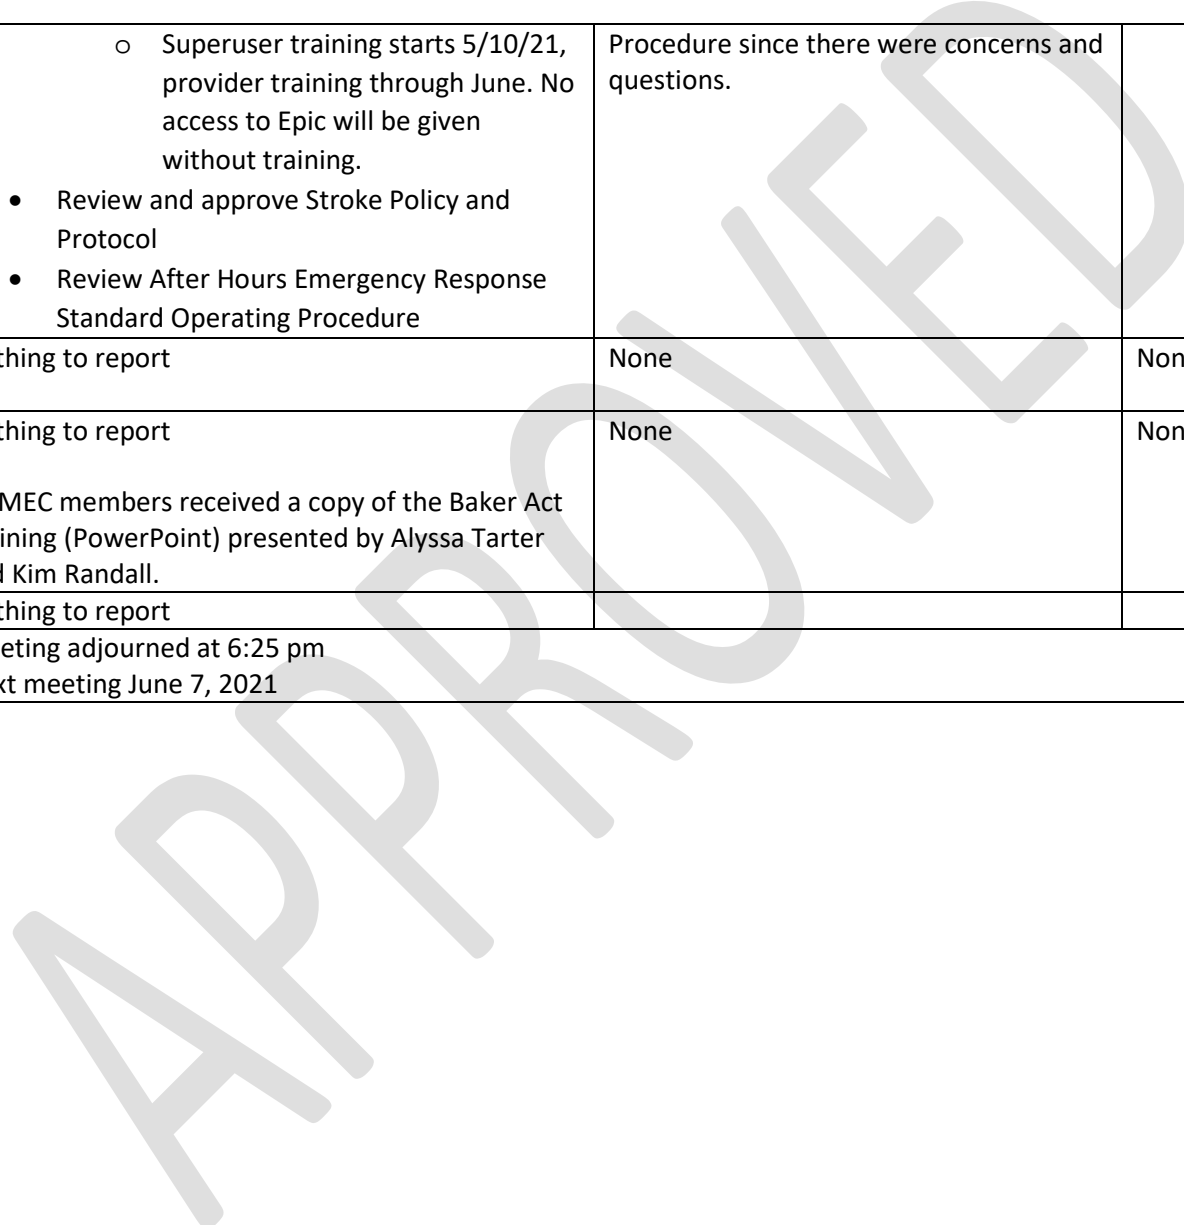 o Superuser training starts 5/10/21,
provider training through June. No
access to Epic will be given
without training.
• Review and approve Stroke Policy and
Protocol
• Review After Hours Emergency Response
Standard Operating Procedure
Procedure since there were concerns and
questions.
thing to report
None
Non
thing to report
None
Non
MEC members received a copy of the Baker Act
ining (PowerPoint) presented by Alyssa Tarter
d Kim Randall.
thing to report
eting adjourned at 6:25 pm
xt meeting June 7, 2021
APPROVED